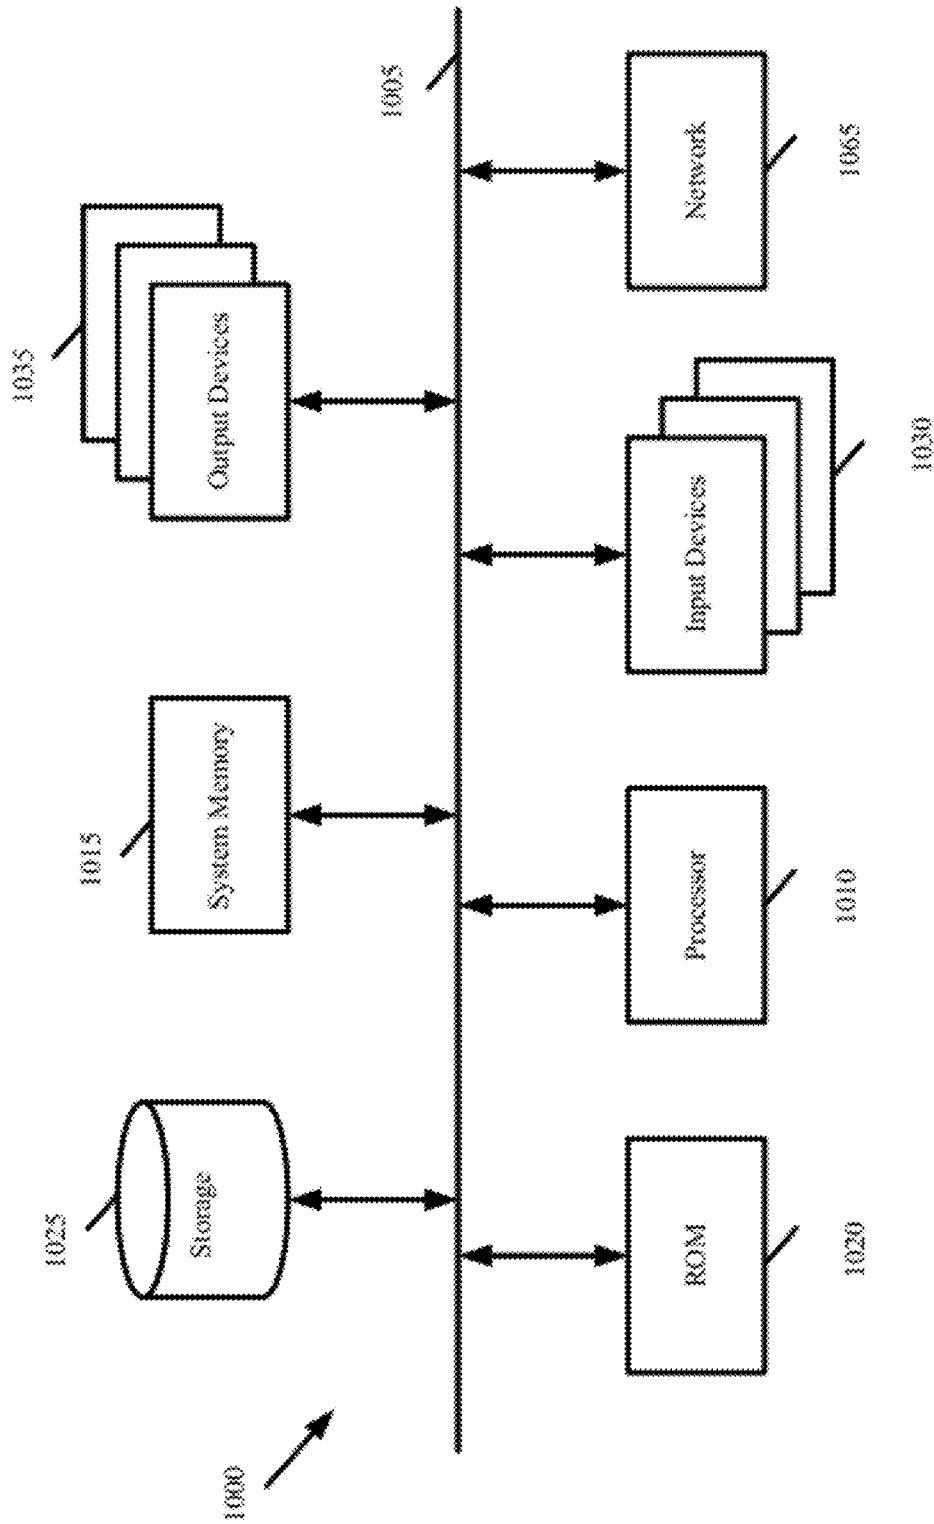 1000
1025
Storage
1015
System Memory
1035
Output Devices
1005
ROM
1020
Processor
1010
Input Devices
1030
Network
1065